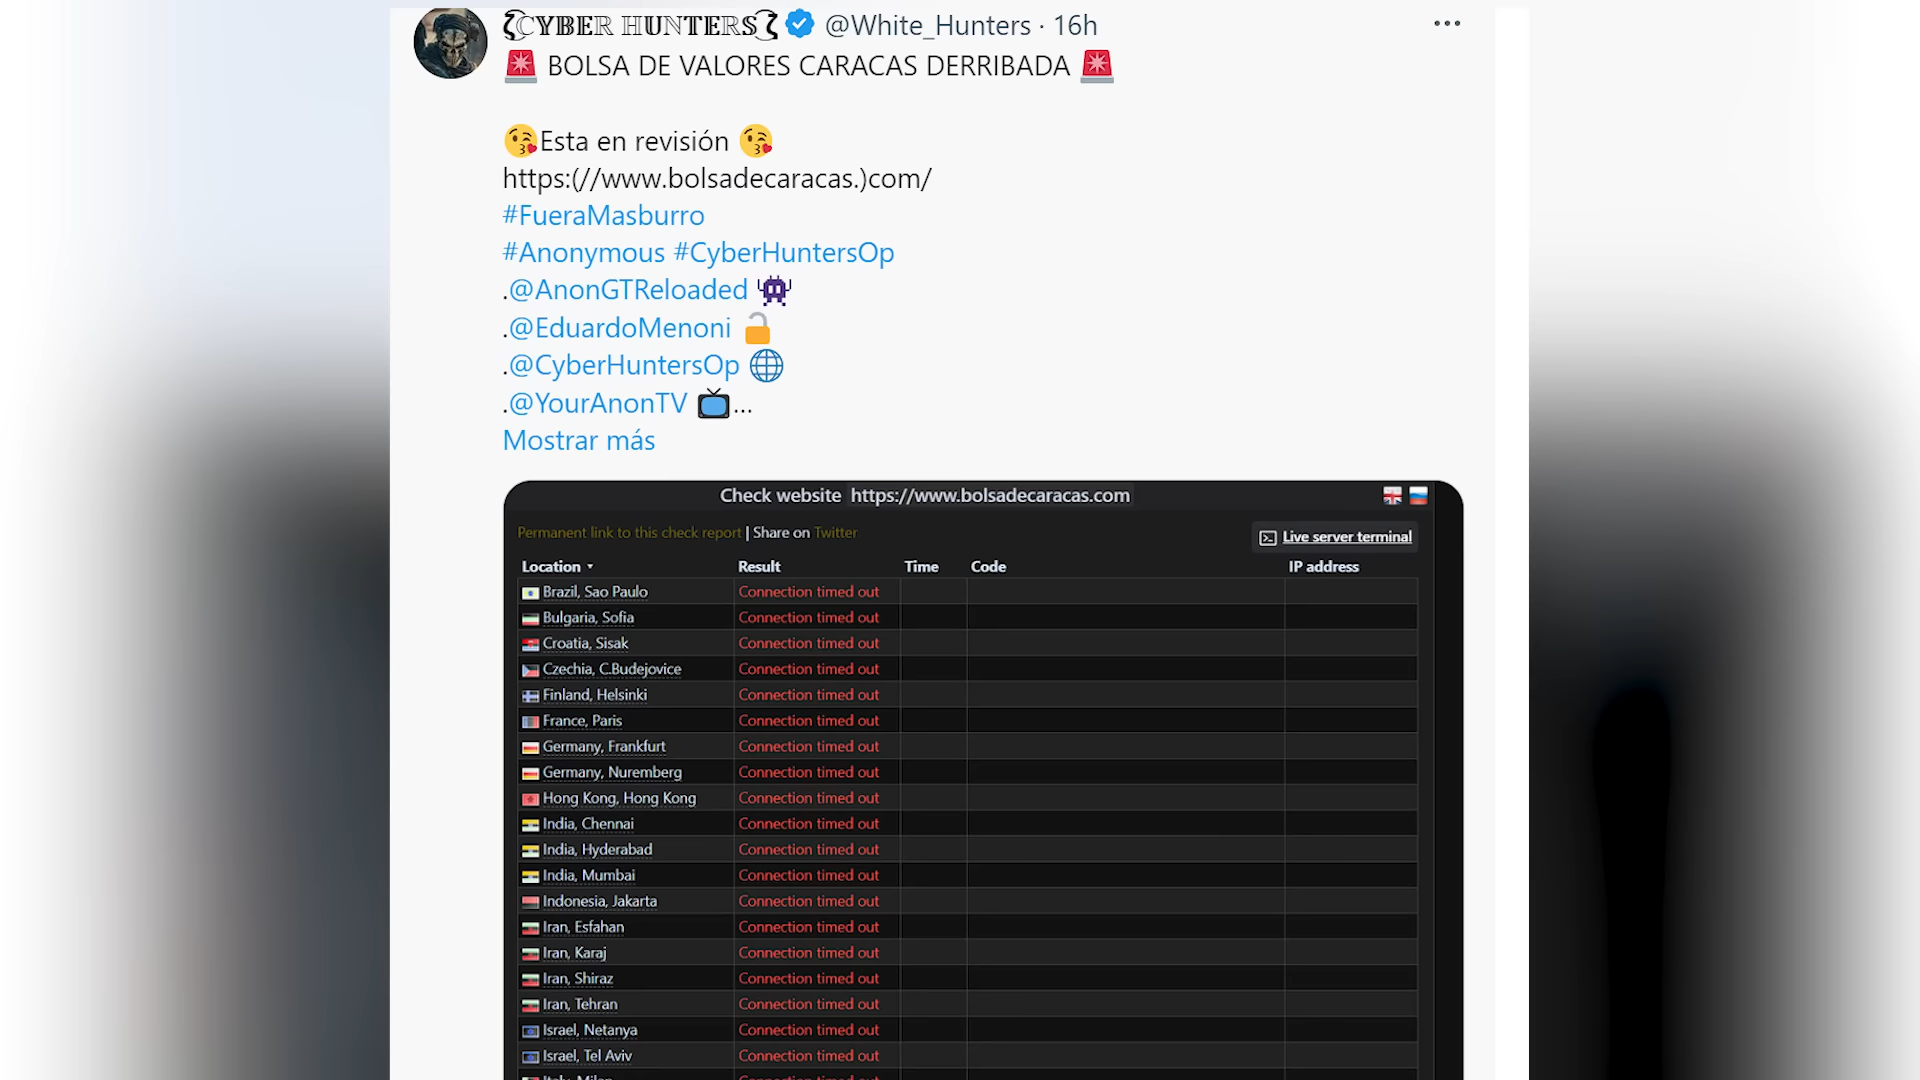 CYBER HUNTERS @White_Hunters · 16h
🚨 BOLSA DE VALORES CARACAS DERRIBADA 🚨
😘Esta en revisión 😘
https:(//www.bolsadecaracas.)com/
#FueraMasburro
#Anonymous #CyberHuntersOp
.@AnonGTReloaded 👾
.@EduardoMenoni 🔓
.@CyberHuntersOp 🌐
.@YourAnonTV 📺...
Mostrar más
Check website https://www.bolsadecaracas.com
Permanent link to this check report | Share on Twitter
Live server terminal
Location Result Time Code IP address
Brazil, Sao Paulo Connection timed out
Bulgaria, Sofia Connection timed out
Croatia, Sisak Connection timed out
Czechia, C.Budejovice Connection timed out
Finland, Helsinki Connection timed out
France, Paris Connection timed out
Germany, Frankfurt Connection timed out
Germany, Nuremberg Connection timed out
Hong Kong, Hong Kong Connection timed out
India, Chennai Connection timed out
India, Hyderabad Connection timed out
India, Mumbai Connection timed out
Indonesia, Jakarta Connection timed out
Iran, Esfahan Connection timed out
Iran, Karaj Connection timed out
Iran, Shiraz Connection timed out
Iran, Tehran Connection timed out
Israel, Netanya Connection timed out
Israel, Tel Aviv Connection timed out